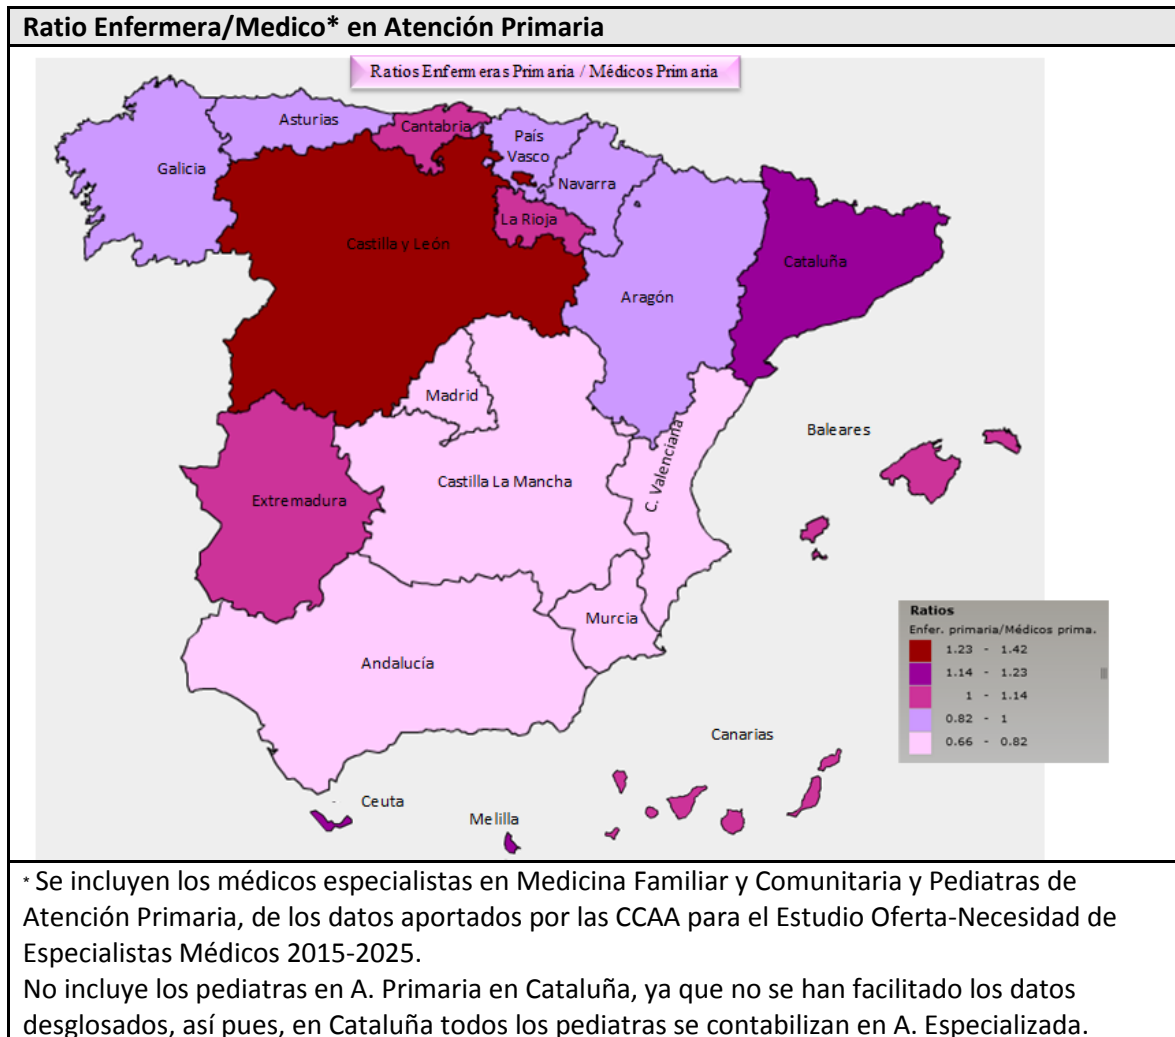 Ratio Enfermera/Medico* en Atención Primaria
Ratios Enfermeras Primaria / Médicos Primaria
Asturias
Cantabria
País
Vasco
Galicia
Navarra
La Rioja
Castilla y León
Cataluña
Aragón
Madrid
Baleares
C. Valenciana
Castilla La Mancha
Extremadura
Murcia
Andalucía
Canarias
Ceuta
Melilla
Ratios
Enfer. primaria/Médicos prima.
1.23 - 1.42
1.14 - 1.23
1 - 1.14
0.82 - 1
0.66 - 0.82
* Se incluyen los médicos especialistas en Medicina Familiar y Comunitaria y Pediatras de
Atención Primaria, de los datos aportados por las CCAA para el Estudio Oferta-Necesidad de
Especialistas Médicos 2015-2025.
No incluye los pediatras en A. Primaria en Cataluña, ya que no se han facilitado los datos
desglosados, así pues, en Cataluña todos los pediatras se contabilizan en A. Especializada.